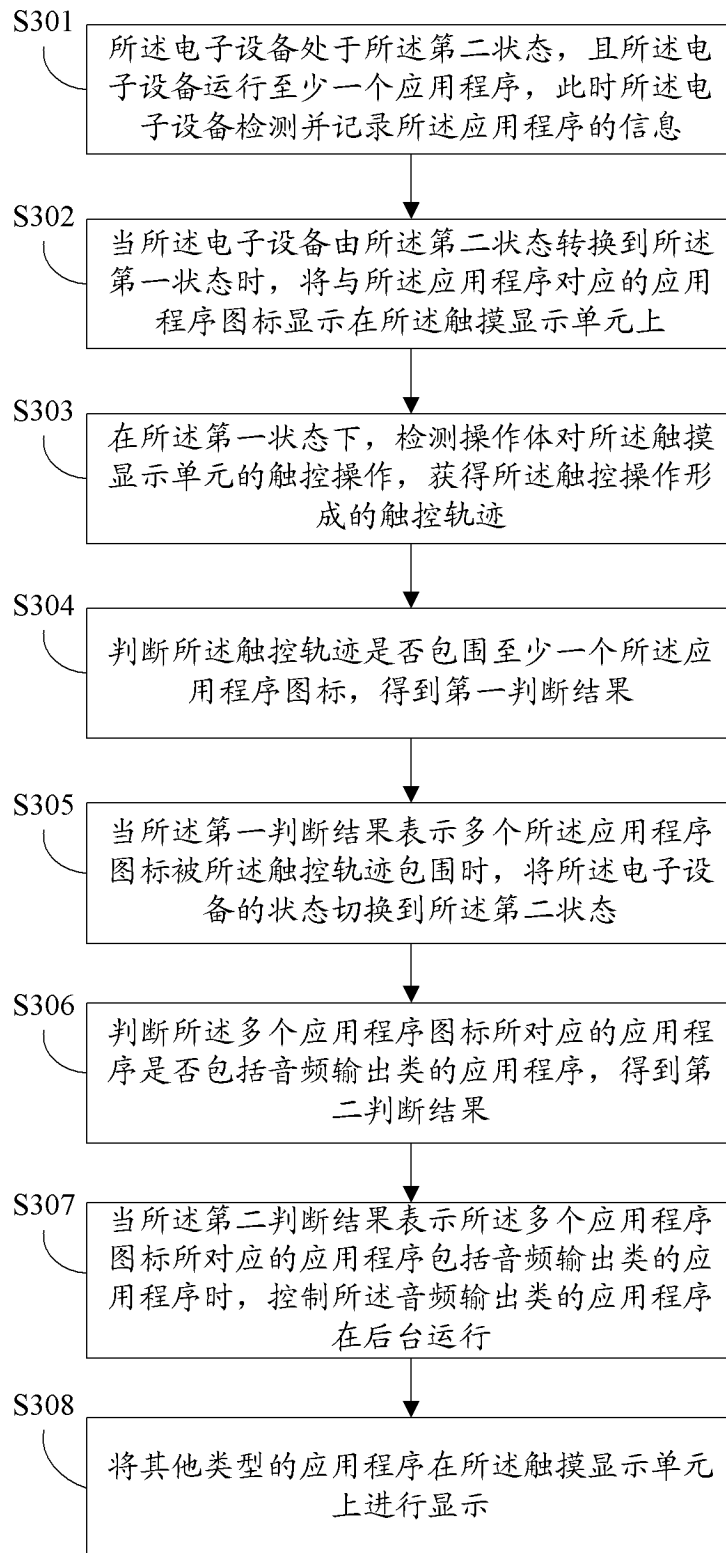 S301
所述电子设备处于所述第二状态，且所述电
子设备运行至少一个应用程序，此时所述电
子设备检测并记录所述应用程序的信息
S302
当所述电子设备由所述第二状态转换到所述
第一状态时，将与所述应用程序对应的应用
程序图标显示在所述触摸显示单元上
S303
在所述第一状态下，检测操作体对所述触摸
显示单元的触控操作，获得所述触控操作形
成的触控轨迹
S304
判断所述触控轨迹是否包围至少一个所述应
用程序图标，得到第一判断结果
S305
当所述第一判断结果表示多个所述应用程序
图标被所述触控轨迹包围时，将所述电子设
备的状态切换到所述第二状态
S306
判断所述多个应用程序图标所对应的应用程
序是否包括音频输出类的应用程序，得到第
二判断结果
S307
当所述第二判断结果表示所述多个应用程序
图标所对应的应用程序包括音频输出类的应
用程序时，控制所述音频输出类的应用程序
在后台运行
S308
将其他类型的应用程序在所述触摸显示单元
上进行显示